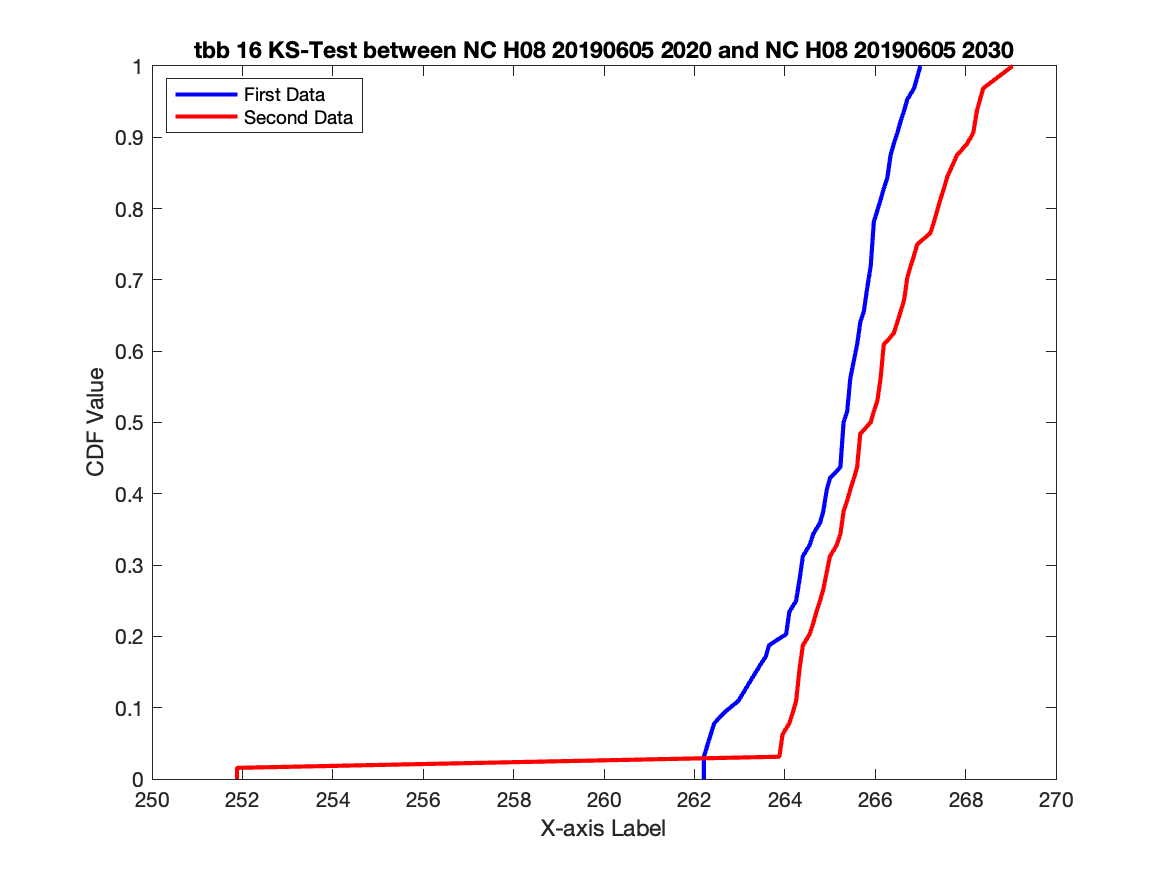 tbb 16 KS-Test between NC H08 20190605 2020 and NC H08 20190605 2030
First Data
Second Data
CDF Value
1
0.9
0.8
0.7
0.6
0.5
0.4
0.3
0.2
0.1
0
250 252 254 256 258 260 262 264 266 268 270
X-axis Label